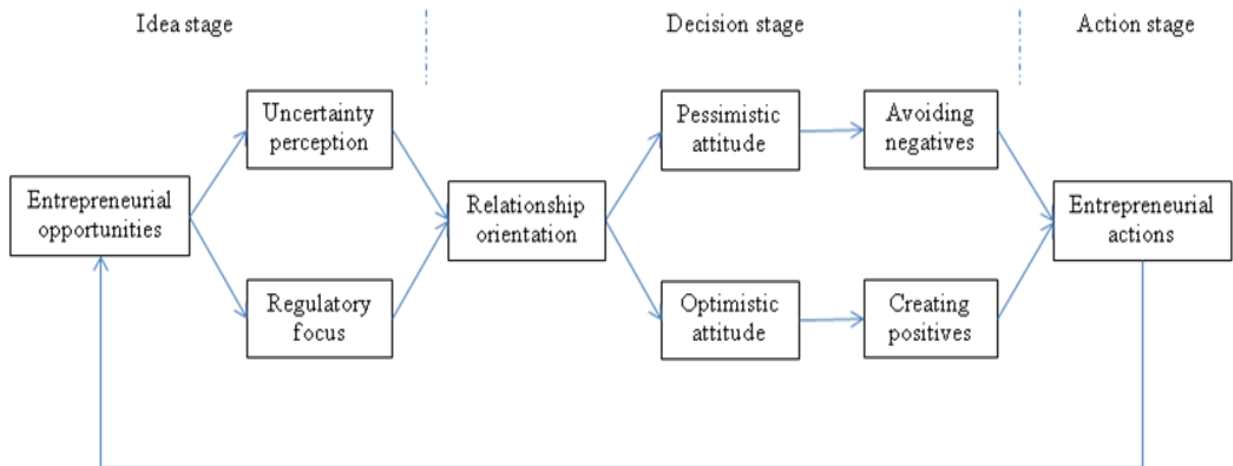 Idea stage
Decision stage
Action stage
Uncertainty
perception
Pessimistic
attitude
Avoiding
negatives
Entrepreneurial
opportunities
Relationship
orientation
Entrepreneurial
actions
Regulatory
focus
Optimistic
attitude
Creating
positives